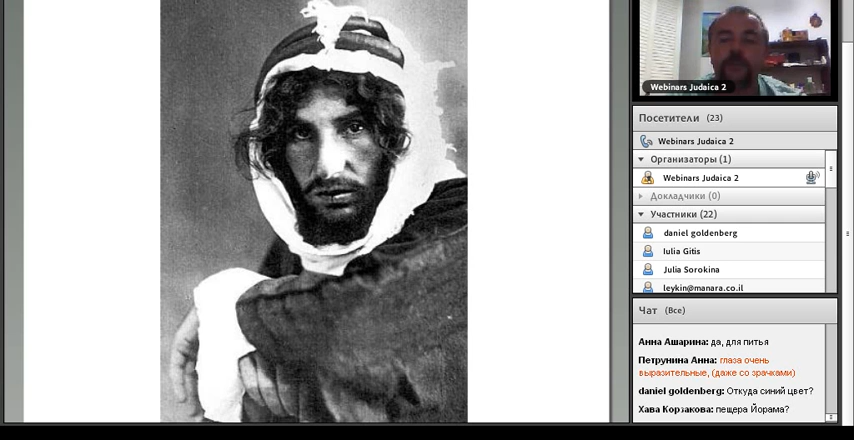 Webinars Judaica 2
Посетители (23)
Webinars Judaica 2
Организаторы (1)
Webinars Judaica 2
Докладчики (0)
Участники (22)
daniel goldenberg
Iulia Gitis
Julia Sorokina
leykin@manara.co.il
Чат (Все)
Анна Ашарина: да, для питья
Петрунина Анна: глаза очень
выразительные, (даже со зрачками)
daniel goldenberg: Откуда синий цвет?
Хава Корзакова: пещера Йорама?